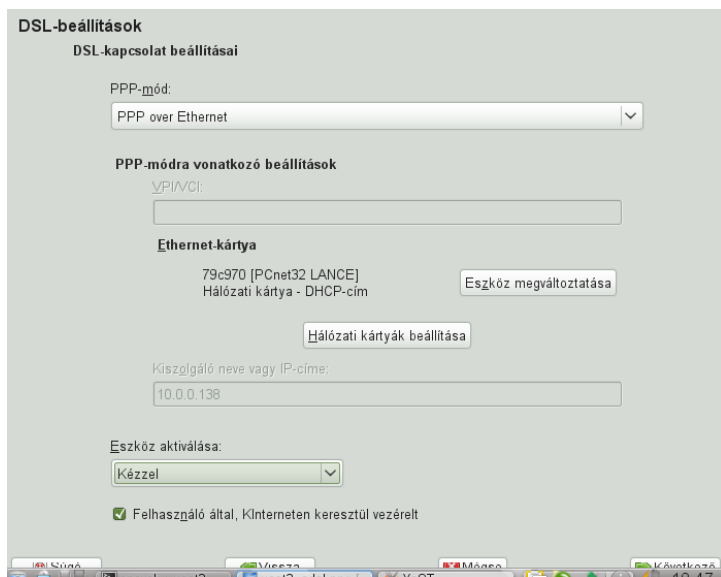 DSL-beállítások
DSL-kapcsolat beállításai
PPP-mód:
PPP over Ethernet
PPP-módra vonatkozó beállítások
VPI/VCI:
Ethernet-kártya
79c970 [PCnet32 LANCE]
Hálózati kártya - DHCP-cím
Eszköz megváltoztatása
Hálózati kártyák beállítása
Kiszolgáló neve vagy IP-címe:
10.0.0.138
Eszköz aktiválása:
Kézzel
Felhasználó által, KInterneten keresztül vezérelt
Súgó Vissza Mégse Következő